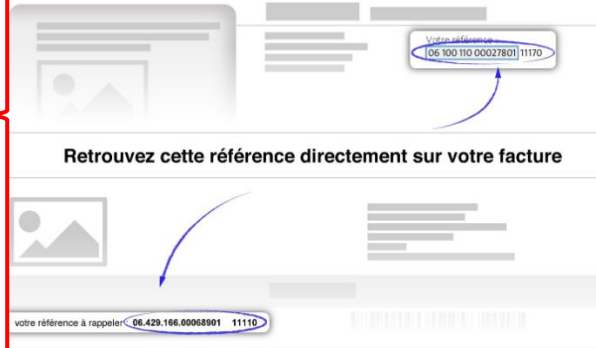 Votre référence
06 100 110 00027801 11170
Retrouvez cette référence directement sur votre facture
votre référence à rappeler 06.429.166.00068901 11110